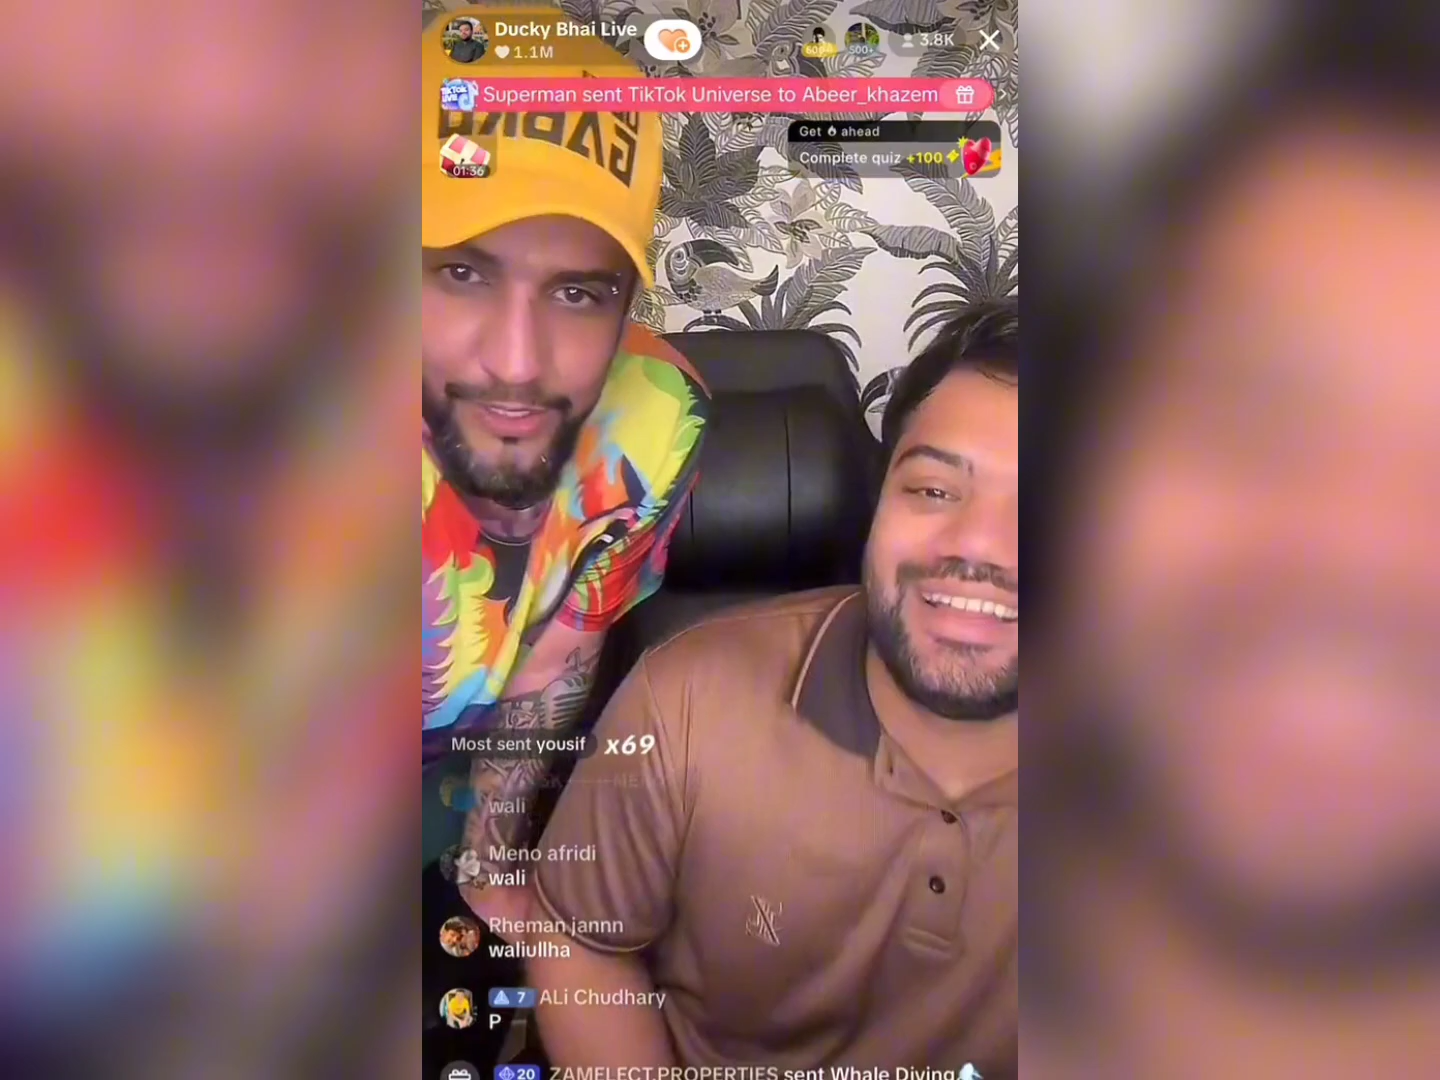 Ducky Bhai Live
1.1M
60
500+
3.8K
Superman sent TikTok Universe to Abeer_khazem
Get ahead
Complete quiz +100
01:36
Most sent yousif x69
wali
Meno afridi
wali
Rheman jannn
waliullha
7 ALi Chudhary
P
20 ZAMELECT.PROPERTIES sent Whale Diving